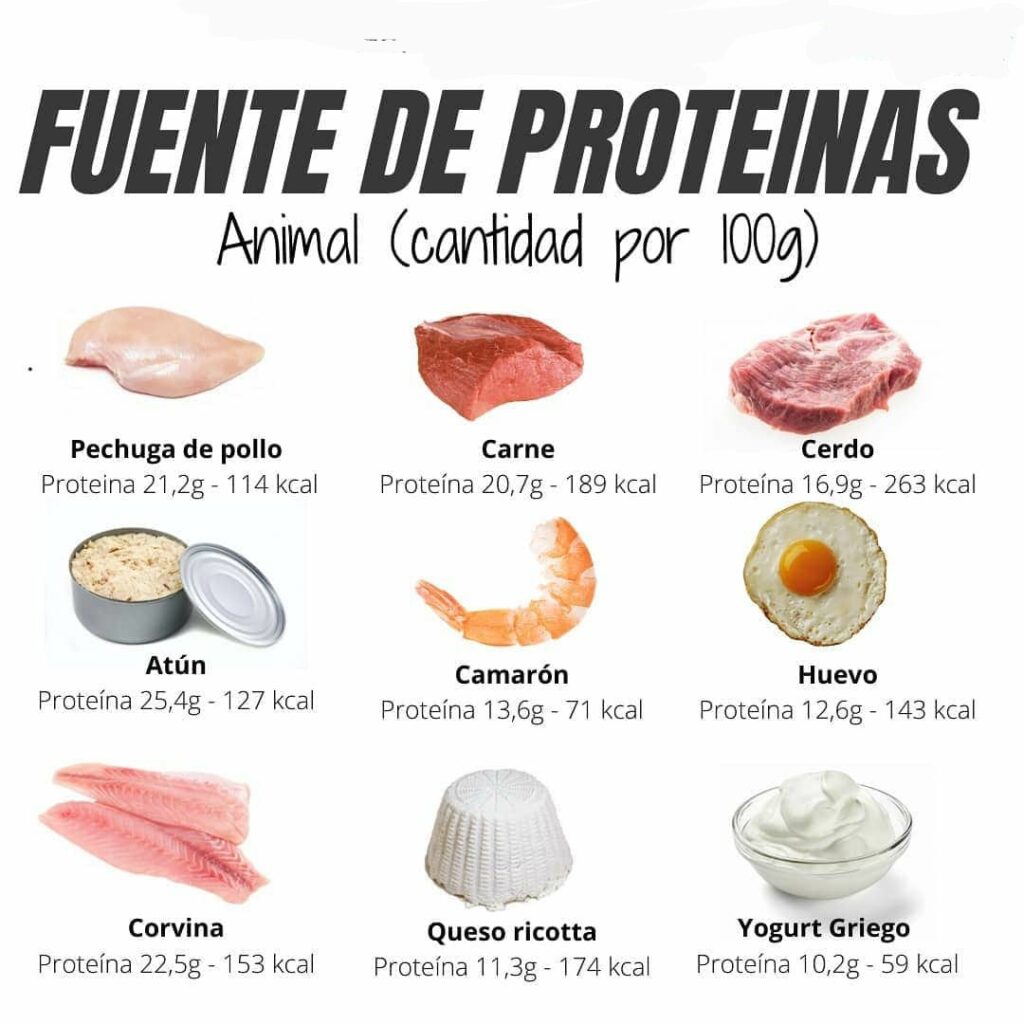 FUENTE DE PROTEINAS
Animal (cantidad por 100g)
Pechuga de pollo
Proteina 21,2g - 114 kcal
Carne
Proteína 20,7g - 189 kcal
Cerdo
Proteína 16,9g - 263 kcal
Atún
Proteína 25,4g - 127 kcal
Camarón
Proteína 13,6g - 71 kcal
Huevo
Proteína 12,6g - 143 kcal
Corvina
Proteína 22,5g - 153 kcal
Queso ricotta
Proteína 11,3g - 174 kcal
Yogurt Griego
Proteína 10,2g - 59 kcal